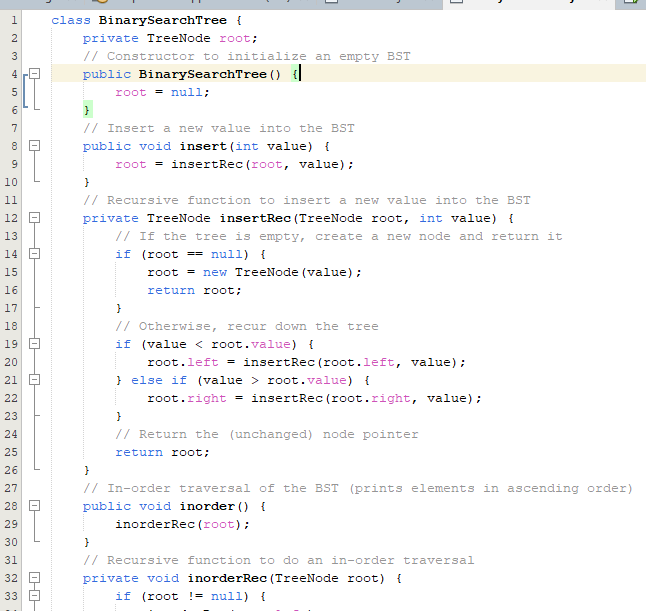 1 class BinarySearchTree {
2     private TreeNode root;
3     // Constructor to initialize an empty BST
4     public BinarySearchTree() {
5         root = null;
6     }
7     // Insert a new value into the BST
8     public void insert(int value) {
9         root = insertRec(root, value);
10     }
11     // Recursive function to insert a new value into the BST
12     private TreeNode insertRec(TreeNode root, int value) {
13         // If the tree is empty, create a new node and return it
14         if (root == null) {
15             root = new TreeNode(value);
16             return root;
17         }
18         // Otherwise, recur down the tree
19         if (value < root.value) {
20             root.left = insertRec(root.left, value);
21         } else if (value > root.value) {
22             root.right = insertRec(root.right, value);
23         }
24         // Return the (unchanged) node pointer
25         return root;
26     }
27     // In-order traversal of the BST (prints elements in ascending order)
28     public void inorder() {
29         inorderRec(root);
30     }
31     // Recursive function to do an in-order traversal
32     private void inorderRec(TreeNode root) {
33         if (root != null) {